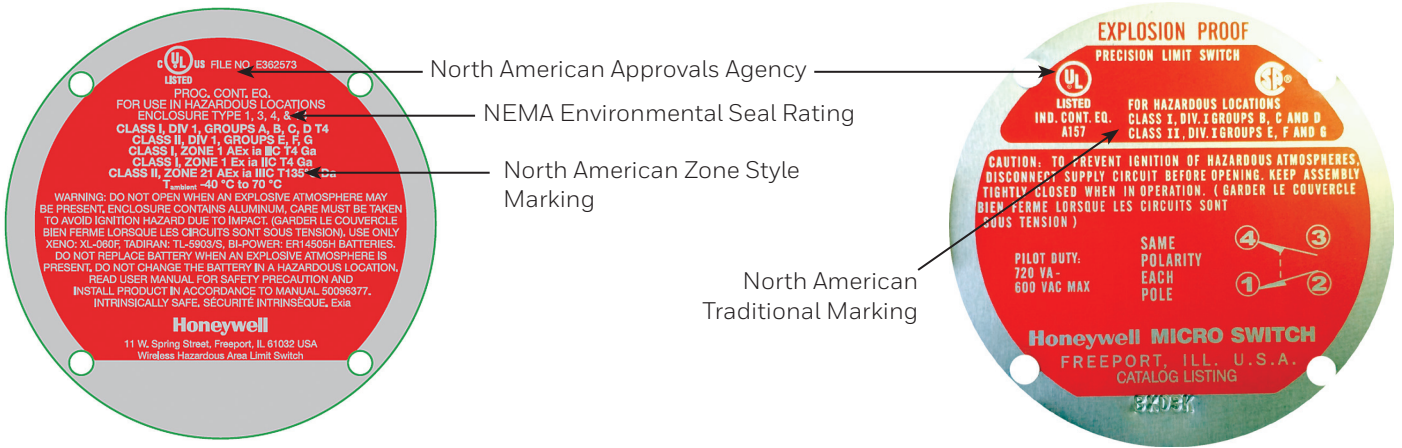 C UL US FILE NO. E362573
LISTED
PROC. CONT. EQ.
FOR USE IN HAZARDOUS LOCATIONS
ENCLOSURE TYPE 1, 3, 4, &
CLASS I, DIV 1, GROUPS A, B, C, D T4
CLASS II, DIV 1, GROUPS E, F, G
CLASS I, ZONE 1 AEx ia IIC T4 Ga
CLASS I, ZONE 1 Ex ia IIC T4 Ga
CLASS II, ZONE 21 AEx ia IIIC T135 Da
Tambient -40 °C to 70 °C
WARNING: DO NOT OPEN WHEN AN EXPLOSIVE ATMOSPHERE MAY
BE PRESENT. ENCLOSURE CONTAINS ALUMINUM, CARE MUST BE TAKEN
TO AVOID IGNITION HAZARD DUE TO IMPACT. (GARDER LE COUVERCLE
BIEN FERME LORSQUE LES CIRCUITS SONT SOUS TENSION). USE ONLY
XENO: XL-060F, TADIRAN: TL-5903/S, BI-POWER: ER14505H BATTERIES.
DO NOT REPLACE BATTERY WHEN AN EXPLOSIVE ATMOSPHERE IS
PRESENT. DO NOT CHANGE THE BATTERY IN A HAZARDOUS LOCATION.
READ USER MANUAL FOR SAFETY PRECAUTION AND
INSTALL PRODUCT IN ACCORDANCE TO MANUAL 50096377.
INTRINSICALLY SAFE, SÉCURITÉ INTRINSÈQUE, Exia
Honeywell
11 W. Spring Street, Freeport, IL 61032 USA
Wireless Hazardous Area Limit Switch
North American Approvals Agency
NEMA Environmental Seal Rating
North American Zone Style
Marking
North American
Traditional Marking
EXPLOSION PROOF
PRECISION LIMIT SWITCH
UL
SA ®
LISTED
IND. CONT. EQ.
A157
FOR HAZARDOUS LOCATIONS
CLASS I, DIV. I GROUPS B, C AND D
CLASS II, DIV. I GROUPS E, F AND G
CAUTION: TO PREVENT IGNITION OF HAZARDOUS ATMOSPHERES,
DISCONNECT SUPPLY CIRCUIT BEFORE OPENING. KEEP ASSEMBLY
TIGHTLY CLOSED WHEN IN OPERATION. (GARDER LE COUVERCLE
BIEN FERME LORSQUE LES CIRCUITS SONT
SOUS TENSION)
PILOT DUTY:
720 VA-
600 VAC MAX
SAME
POLARITY
EACH
POLE
4 3
1 2
Honeywell MICRO SWITCH
FREEPORT, ILL. U.S.A.
CATALOG LISTING